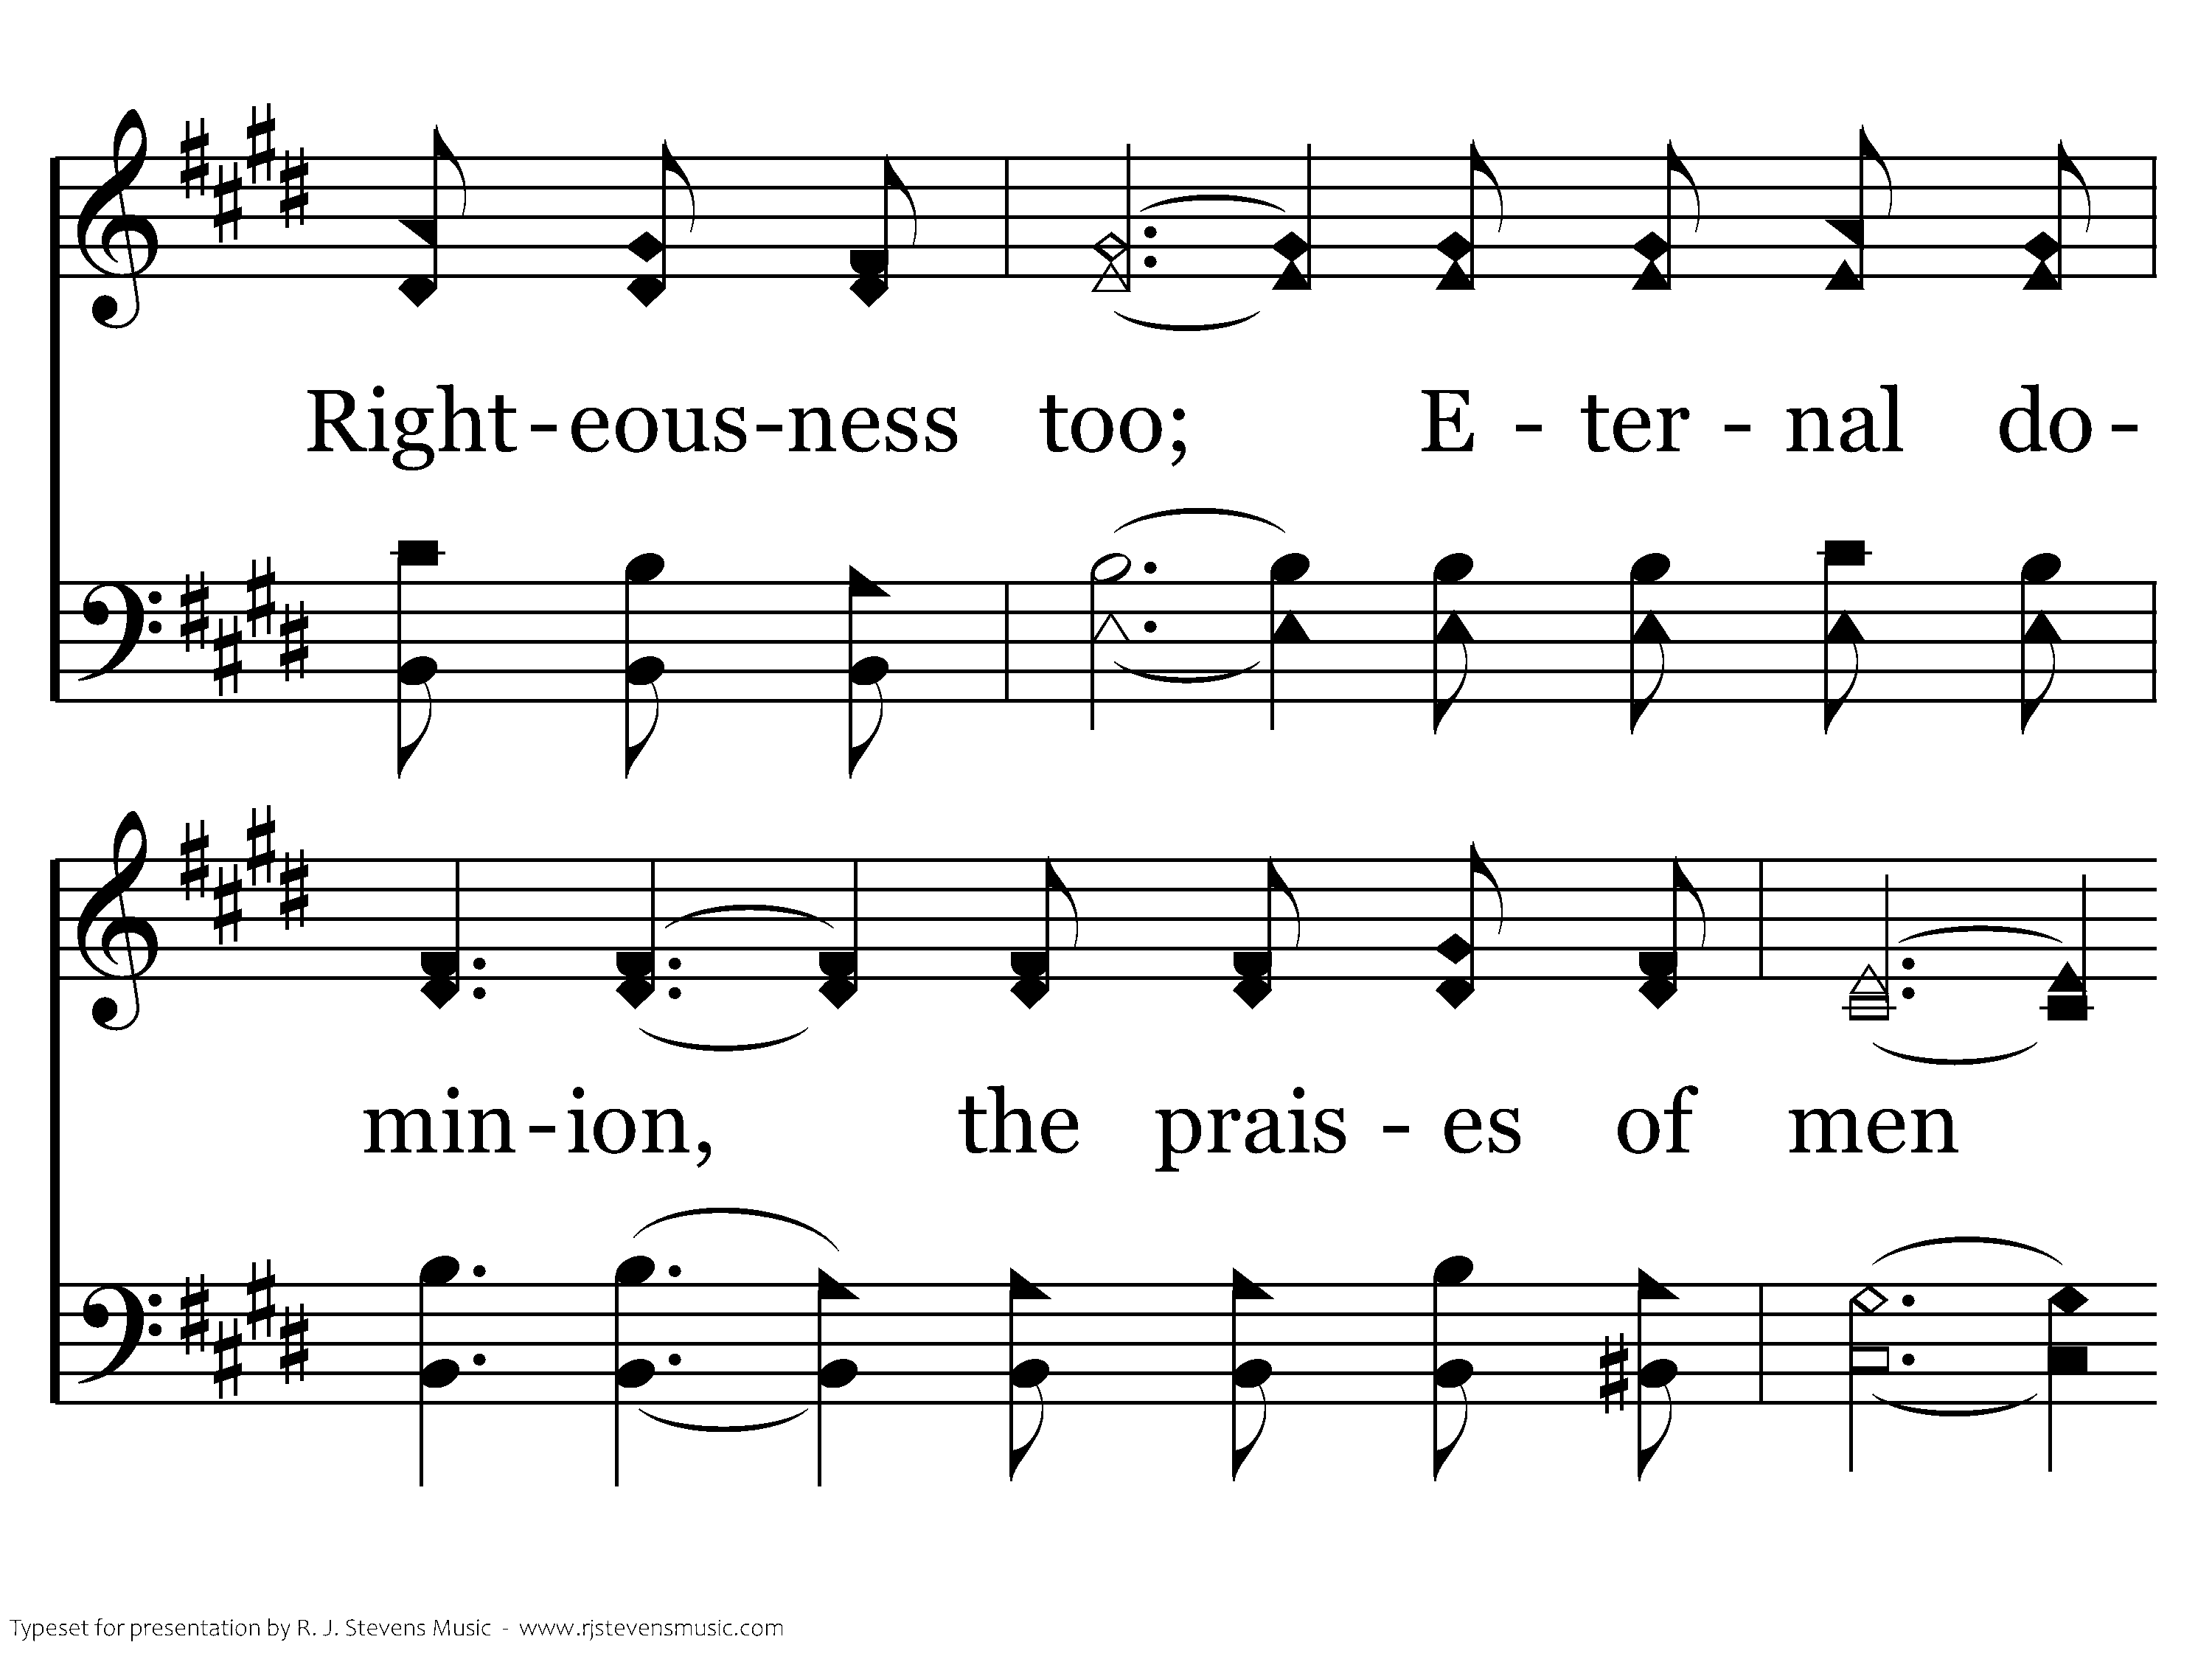 Right-eous-ness too; E - ter - nal do-
min-ion, the prais - es of men
Typeset for presentation by R. J. Stevens Music - www.rjstevensmusic.com